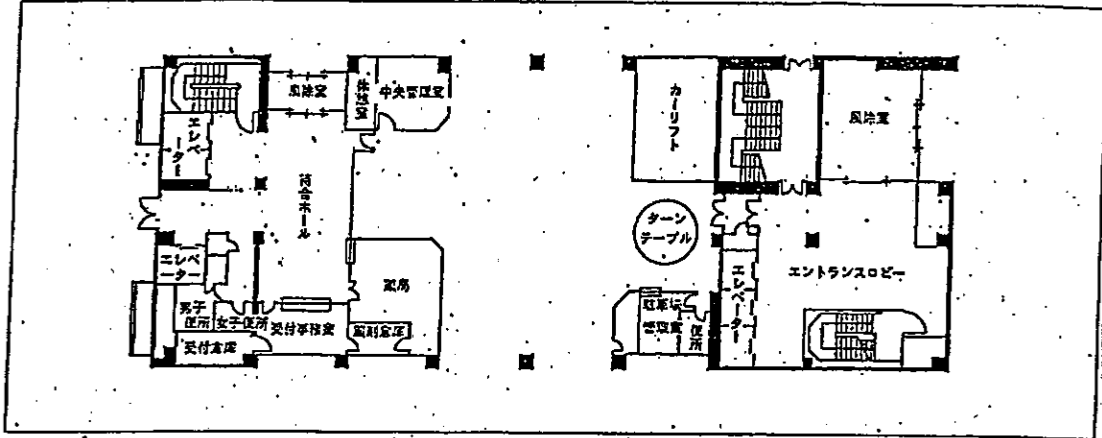 風除室
休憩室
中央管理室
エレベ
ーター
待合ホール
エレベ
ーター
男子
便所
女子便所
受付事務室
受付倉庫
薬局
薬剤倉庫
カーリフト
風除室
ターン
テーブル
エレベーター
エントランスロビー
駐車場
管理室
便所